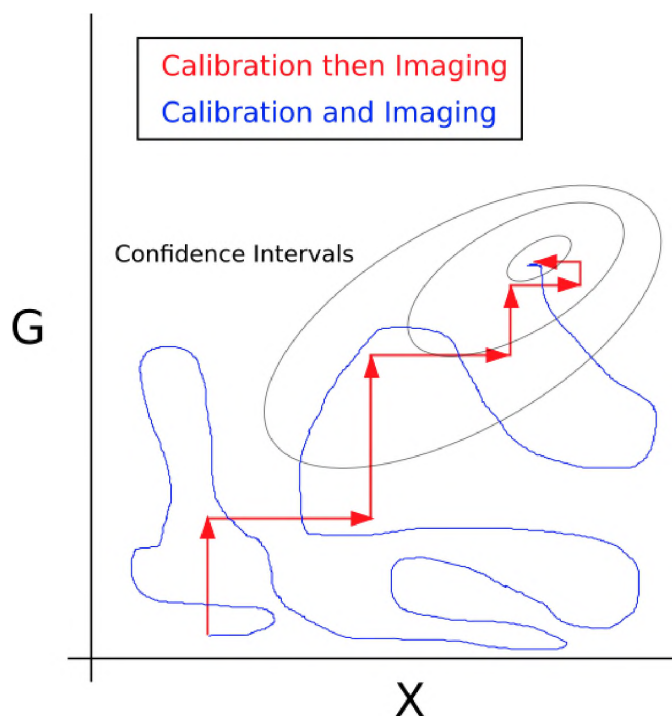 Calibration then Imaging
Calibration and Imaging
Confidence Intervals
G
X